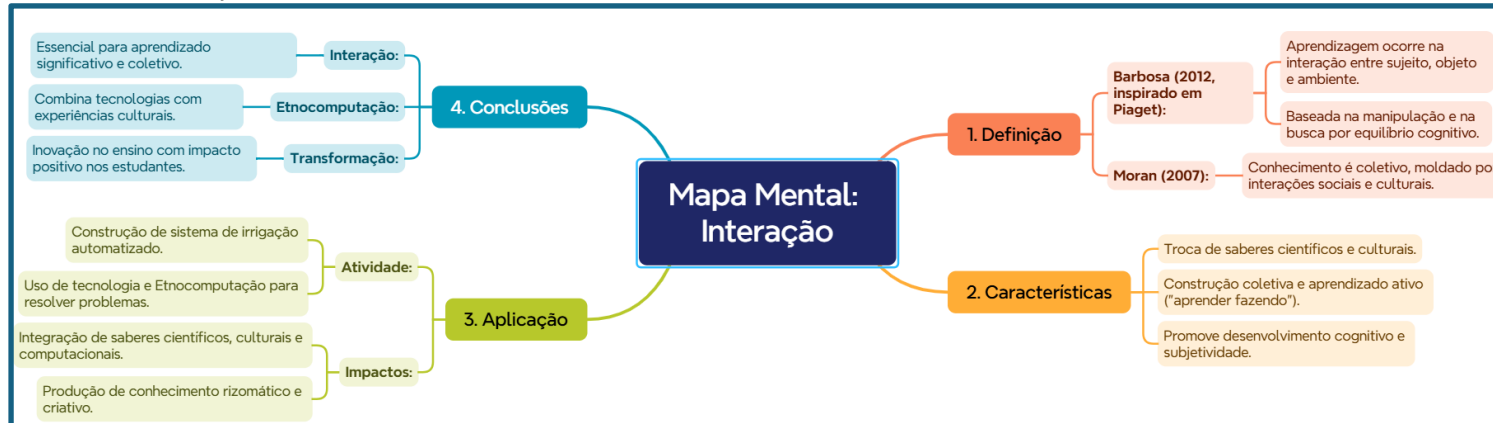 Mapa Mental:
Interação
1. Definição
Barbosa (2012,
inspirado em
Piaget):
Aprendizagem ocorre na
interação entre sujeito, objeto
e ambiente.
Baseada na manipulação e na
busca por equilíbrio cognitivo.
Moran (2007):
Conhecimento é coletivo, moldado po
interações sociais e culturais.
2. Características
Troca de saberes científicos e culturais.
Construção coletiva e aprendizado ativo
("aprender fazendo").
Promove desenvolvimento cognitivo e
subjetividade.
3. Aplicação
Atividade:
Construção de sistema de irrigação
automatizado.
Uso de tecnologia e Etnocomputação para
resolver problemas.
Impactos:
Integração de saberes científicos, culturais e
computacionais.
Produção de conhecimento rizomático e
criativo.
4. Conclusões
Interação:
Essencial para aprendizado
significativo e coletivo.
Etnocomputação:
Combina tecnologias com
experiências culturais.
Transformação:
Inovação no ensino com impacto
positivo nos estudantes.